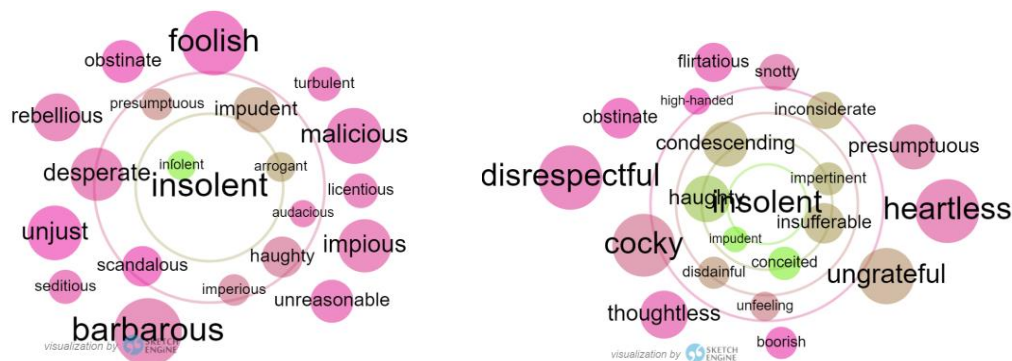 foolish
obstinate
turbulent
presumptuous
impudent
rebellious
malicious
infolent
arrogant
desperate
insolent
licentious
audacious
unjust
impious
haughty
scandalous
seditious
imperious
unreasonable
barbarous
visualization by SKETCH ENGINE
flirtatious
snotty
high-handed
inconsiderate
obstinate
condescending
presumptuous
disrespectful
impertinent
haughty
insolent
heartless
insufferable
cocky
impudent
conceited
disdainful
ungrateful
unfeeling
thoughtless
boorish
visualization by SKETCH ENGINE